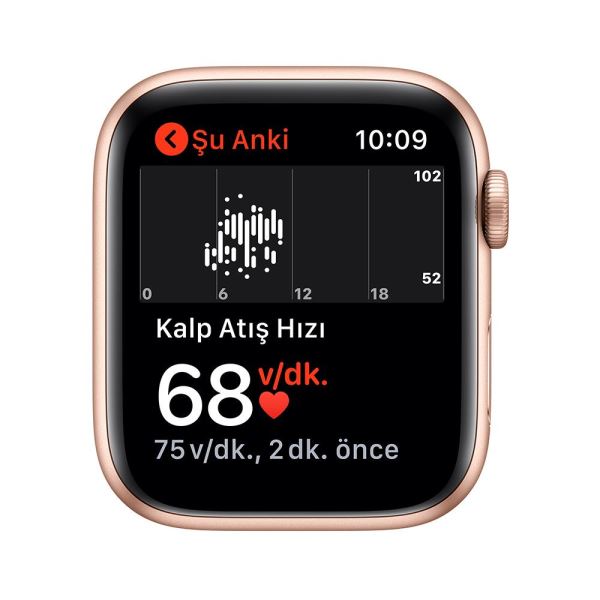 Şu Anki 10:09
102
52
0 6 12 18
Kalp Atış Hızı
68 v/dk.
75 v/dk., 2 dk. önce